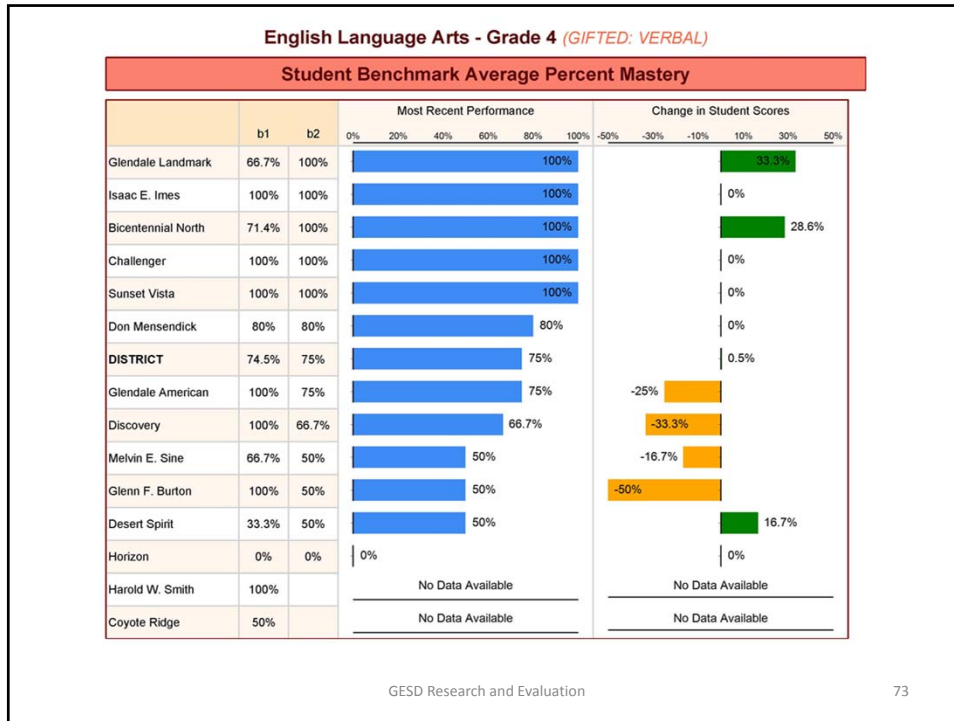 English Language Arts - Grade 4 (GIFTED: VERBAL)
Student Benchmark Average Percent Mastery
Most Recent Performance Change in Student Scores
b1 b2 0% 20% 40% 60% 80% 100% -50% -30% -10% 10% 30% 50%
Glendale Landmark 66.7% 100% 100% 33.3%
Isaac E. Imes 100% 100% 100% 0%
Bicentennial North 71.4% 100% 100% 28.6%
Challenger 100% 100% 100% 0%
Sunset Vista 100% 100% 100% 0%
Don Mensendick 80% 80% 80% 0%
DISTRICT 74.5% 75% 75% 0.5%
Glendale American 100% 75% 75% -25%
Discovery 100% 66.7% 66.7% -33.3%
Melvin E. Sine 66.7% 50% 50% -16.7%
Glenn F. Burton 100% 50% 50% -50%
Desert Spirit 33.3% 50% 50% 16.7%
Horizon 0% 0% 0% 0%
Harold W. Smith 100% No Data Available No Data Available
Coyote Ridge 50% No Data Available No Data Available
GESD Research and Evaluation 73